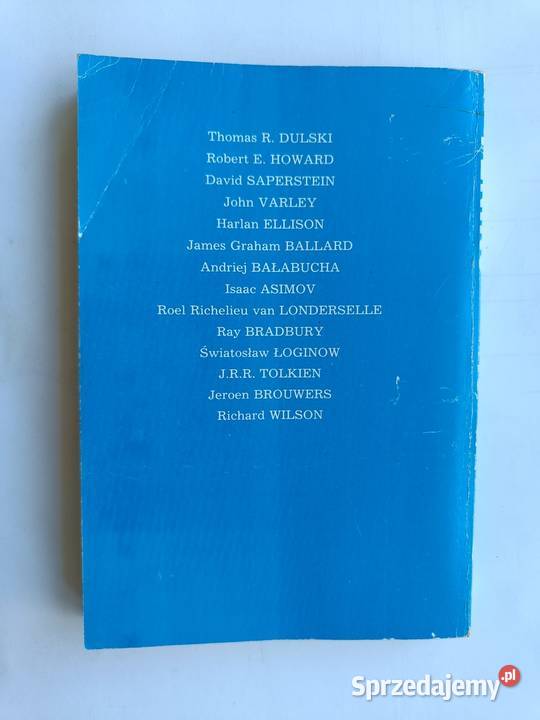 Thomas R. DULSKI
Robert E. HOWARD
David SAPERSTEIN
John VARLEY
Harlan ELLISON
James Graham BALLARD
Andriej BAŁABUCHA
Isaac ASIMOV
Roel Richelieu van LONDERSELLE
Ray BRADBURY
Światosław ŁOGINOW
J.R.R. TOLKIEN
Jeroen BROUWERS
Richard WILSON
Sprzedajemy.pl